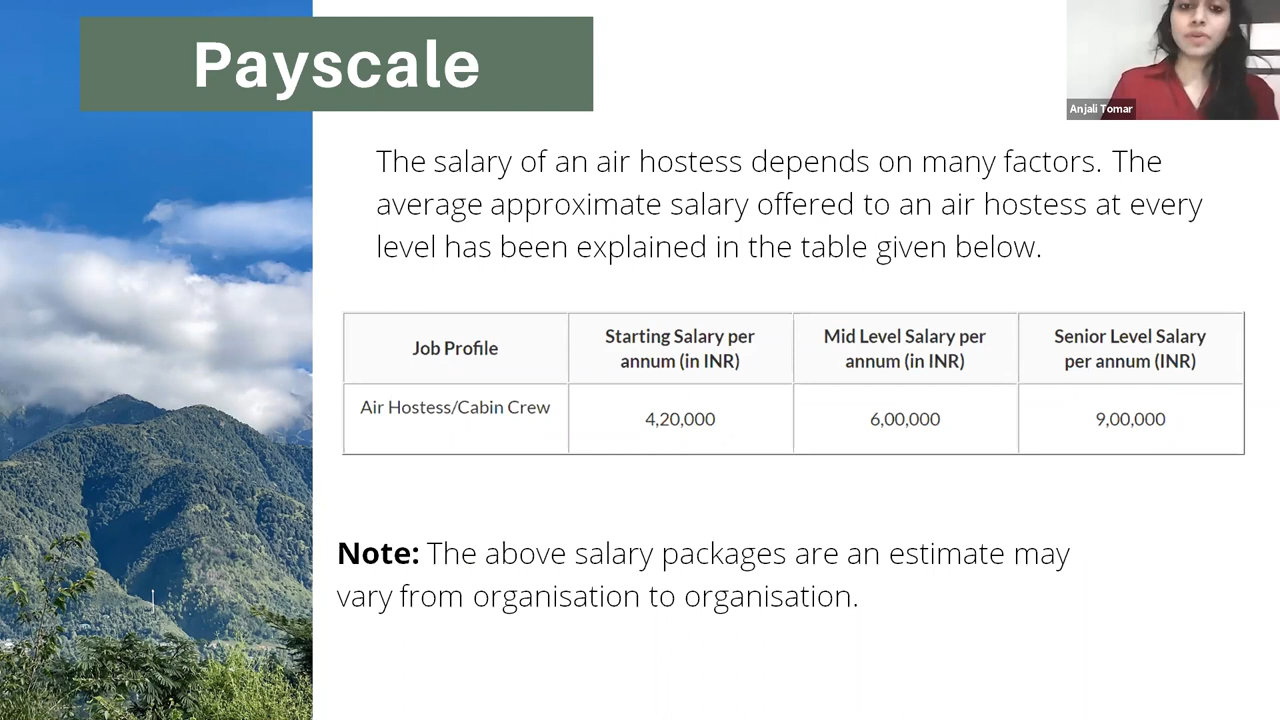 Payscale
Anjali Tomar
The salary of an air hostess depends on many factors. The
average approximate salary offered to an air hostess at every
level has been explained in the table given below.
Job Profile
Starting Salary per
annum (in INR)
Mid Level Salary per
annum (in INR)
Senior Level Salary
per annum (INR)
Air Hostess/Cabin Crew
4,20,000
6,00,000
9,00,000
Note: The above salary packages are an estimate may
vary from organisation to organisation.